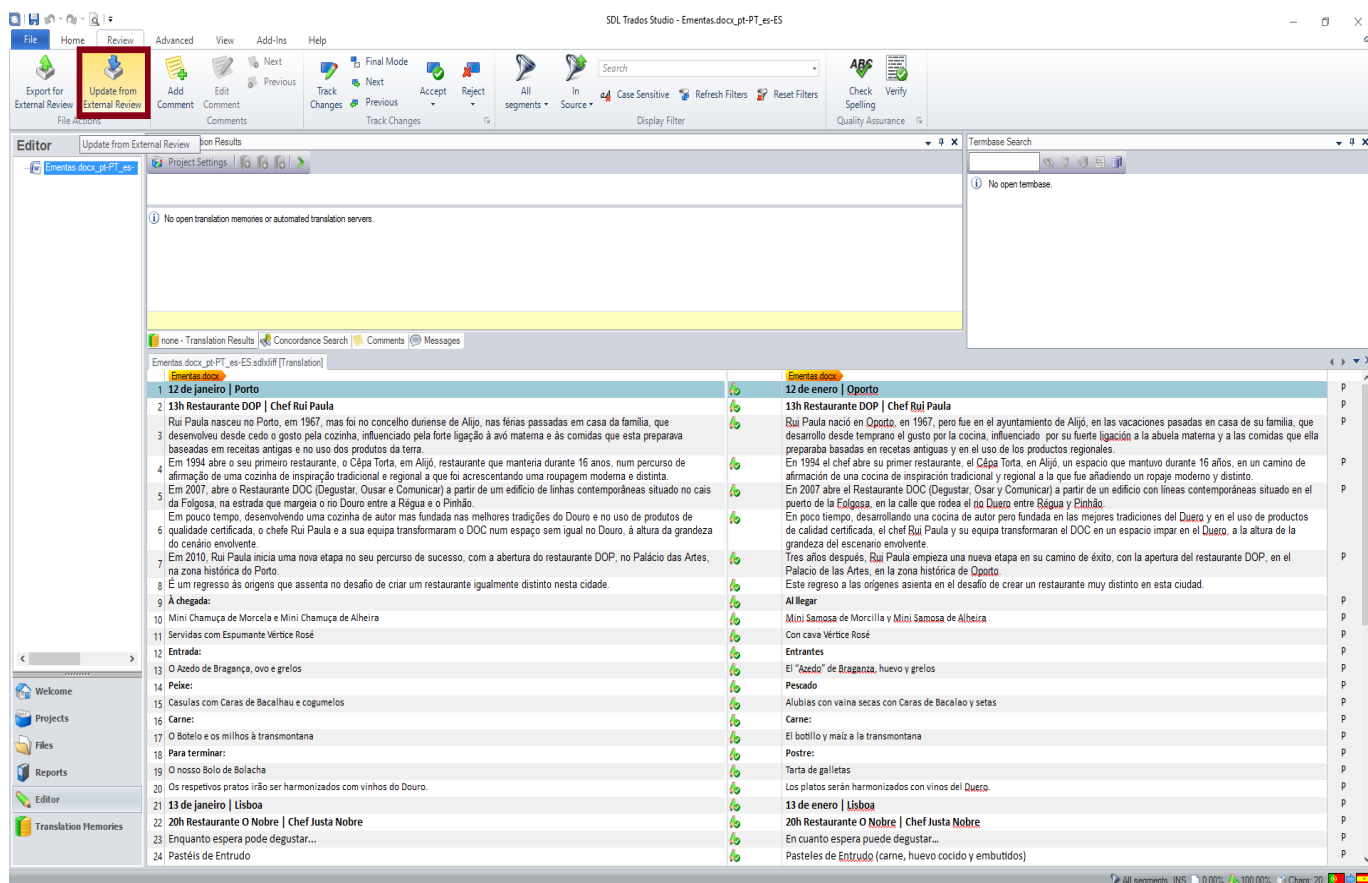 SDL Trados Studio - Ementas.docx_pt-PT_es-ES
File Home Review Advanced View Add-Ins Help
Export for External Review
Update from External Review
File Actions
Add Comment
Edit Comment
Next
Previous
Comments
Track Changes
Final Mode
Next
Previous
Accept
Reject
Track Changes
All segments
In Source
Search
Case Sensitive Refresh Filters Reset Filters
Display Filter
ABC
Check Spelling
Verify
Quality Assurance
Editor
Update from External Review
ion Results
Termbase Search
Ementas.docx_pt-PT_es-
Project Settings
No open termbase.
No open translation memories or automated translation servers.
none - Translation Results Concordance Search Comments Messages
Ementas.docx_pt-PT_es-ES.sdlxliff [Translation]
Ementas.docx Ementas.docx
1 12 de janeiro | Porto 12 de enero | Oporto P
2 13h Restaurante DOP | Chef Rui Paula 13h Restaurante DOP | Chef Rui Paula P
3 Rui Paula nasceu no Porto, em 1967, mas foi no concelho duriense de Alijo, nas férias passadas em casa da família, que
desenvolveu desde cedo o gosto pela cozinha, influenciado pela forte ligação à avó materna e às comidas que esta preparava
baseadas em receitas antigas e no uso dos produtos da terra.
Rui Paula nació en Oporto, en 1967, pero fue en el ayuntamiento de Alijó, en las vacaciones pasadas en casa de su familia, que
desarrollo desde temprano el gusto por la cocina, influenciado por su fuerte ligación a la abuela materna y a las comidas que ella
preparaba basadas en recetas antiguas y en el uso de los productos regionales. P
4 Em 1994 abre o seu primeiro restaurante, o Cêpa Torta, em Alijó, restaurante que manteria durante 16 anos, num percurso de
afirmação de uma cozinha de inspiração tradicional e regional a que foi acrescentando uma roupagem moderna e distinta.
En 1994 el chef abre su primer restaurante, el Cêpa Torta, en Alijó, un espacio que mantuvo durante 16 años, en un camino de
afirmación de una cocina de inspiración tradicional y regional a la que fue añadiendo un ropaje moderno y distinto. P
5 Em 2007, abre o Restaurante DOC (Degustar, Ousar e Comunicar) a partir de um edifício de linhas contemporâneas situado no cais
da Folgosa, na estrada que margeia o rio Douro entre a Régua e o Pinhão.
En 2007 abre el Restaurante DOC (Degustar, Osar y Comunicar) a partir de un edificio con líneas contemporáneas situado en el
puerto de la Folgosa, en la calle que rodea el rio Duero entre Régua y Pinhão. P
6 Em pouco tempo, desenvolvendo uma cozinha de autor mas fundada nas melhores tradições do Douro e no uso de produtos de
qualidade certificada, o chefe Rui Paula e a sua equipa transformaram o DOC num espaço sem igual no Douro, à altura da grandeza
do cenário envolvente.
En poco tiempo, desarrollando una cocina de autor pero fundada en las mejores tradiciones del Duero y en el uso de productos
de calidad certificada, el chef Rui Paula y su equipa transformaran el DOC en un espacio impar en el Duero, a la altura de la
grandeza del escenario envolvente. P
7 Em 2010, Rui Paula inicia uma nova etapa no seu percurso de sucesso, com a abertura do restaurante DOP, no Palácio das Artes,
na zona histórica do Porto.
Tres años después, Rui Paula empieza una nueva etapa en su camino de éxito, con la apertura del restaurante DOP, en el
Palacio de las Artes, en la zona histórica de Oporto. P
8 É um regresso às origens que assenta no desafio de criar um restaurante igualmente distinto nesta cidade. Este regreso a las orígenes asienta en el desafío de crear un restaurante muy distinto en esta ciudad.
9 À chegada: Al llegar P
10 Mini Chamuça de Morcela e Mini Chamuça de Alheira Mini Samosa de Morcilla y Mini Samosa de Alheira P
11 Servidas com Espumante Vértice Rosé Con cava Vértice Rosé P
12 Entrada: Entrantes P
13 O Azedo de Bragança, ovo e grelos El “Azedo” de Braganza, huevo y grelos P
14 Peixe: Pescado P
15 Casulas com Caras de Bacalhau e cogumelos Alubias con vaina secas con Caras de Bacalao y setas P
16 Carne: Carne: P
17 O Botelo e os milhos à transmontana El botillo y maíz a la transmontana P
18 Para terminar: Postre: P
19 O nosso Bolo de Bolacha Tarta de galletas P
20 Os respetivos pratos irão ser harmonizados com vinhos do Douro. Los platos serán harmonizados con vinos del Duero. P
21 13 de janeiro | Lisboa 13 de enero | Lisboa P
22 20h Restaurante O Nobre | Chef Justa Nobre 20h Restaurante O Nobre | Chef Justa Nobre P
23 Enquanto espera pode degustar... En cuanto espera puede degustar... P
24 Pastéis de Entrudo Pasteles de Entrudo (carne, huevo cocido y embutidos) P
Welcome
Projects
Files
Reports
Editor
Translation Memories
All segments INS 0,00% 100,00% Chars: 20